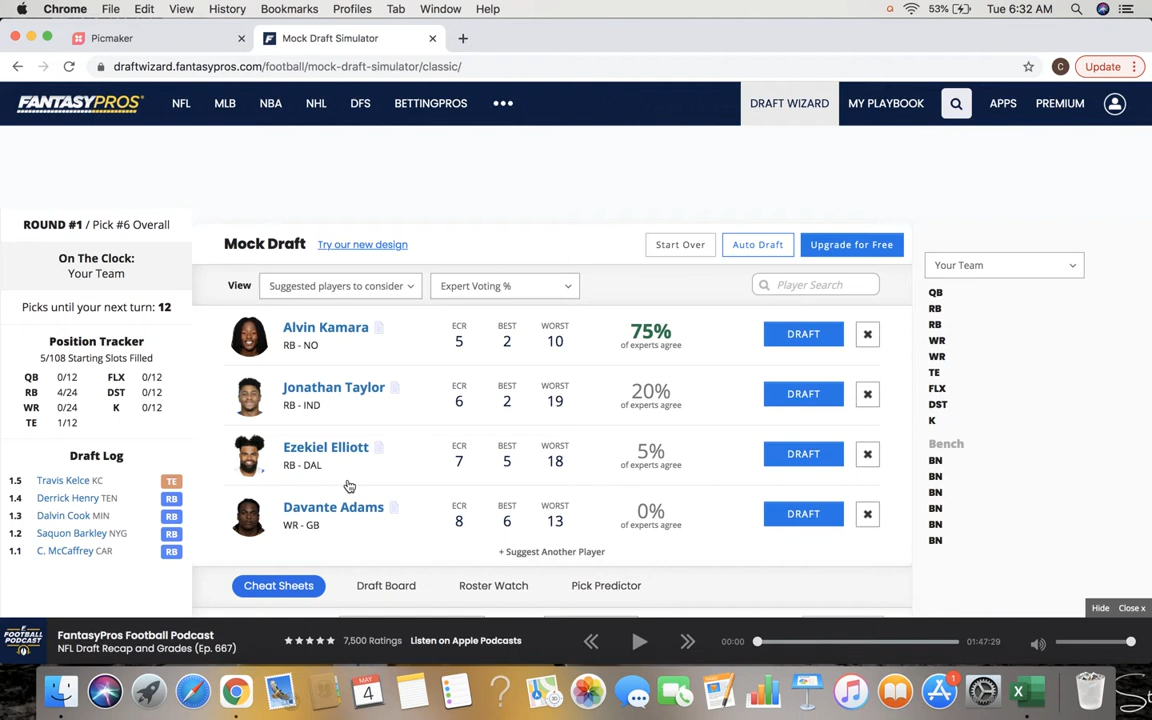 Chrome File Edit View History Bookmarks Profiles Tab Window Help 53% Tue 6:32 AM
Picmaker Mock Draft Simulator
draftwizard.fantasypros.com/football/mock-draft-simulator/classic/ C Update
FANTASYPROS NFL MLB NBA NHL DFS BETTINGPROS DRAFT WIZARD MY PLAYBOOK APPS PREMIUM
ROUND #1 / Pick #6 Overall
On The Clock:
Your Team
Picks until your next turn: 12
Position Tracker
5/108 Starting Slots Filled
QB 0/12 FLX 0/12
RB 4/24 DST 0/12
WR 0/24 K 0/12
TE 1/12
Draft Log
1.5 Travis Kelce KC TE
1.4 Derrick Henry TEN RB
1.3 Dalvin Cook MIN RB
1.2 Saquon Barkley NYG RB
1.1 C. McCaffrey CAR RB
Mock Draft Try our new design Start Over Auto Draft Upgrade for Free
View Suggested players to consider Expert Voting % Player Search
Alvin Kamara ECR BEST WORST 75% DRAFT
RB - NO 5 2 10 of experts agree
Jonathan Taylor ECR BEST WORST 20% DRAFT
RB - IND 6 2 19 of experts agree
Ezekiel Elliott ECR BEST WORST 5% DRAFT
RB - DAL 7 5 18 of experts agree
Davante Adams ECR BEST WORST 0% DRAFT
WR - GB 8 6 13 of experts agree
+ Suggest Another Player
Cheat Sheets Draft Board Roster Watch Pick Predictor
Your Team
QB
RB
RB
WR
WR
TE
FLX
DST
K
Bench
BN
BN
BN
BN
BN
BN
Hide Close x
FOOTBALL PODCAST
FantasyPros Football Podcast 7,500 Ratings Listen on Apple Podcasts 00:00 01:47:29
NFL Draft Recap and Grades (Ep. 667)
MAY
4
1